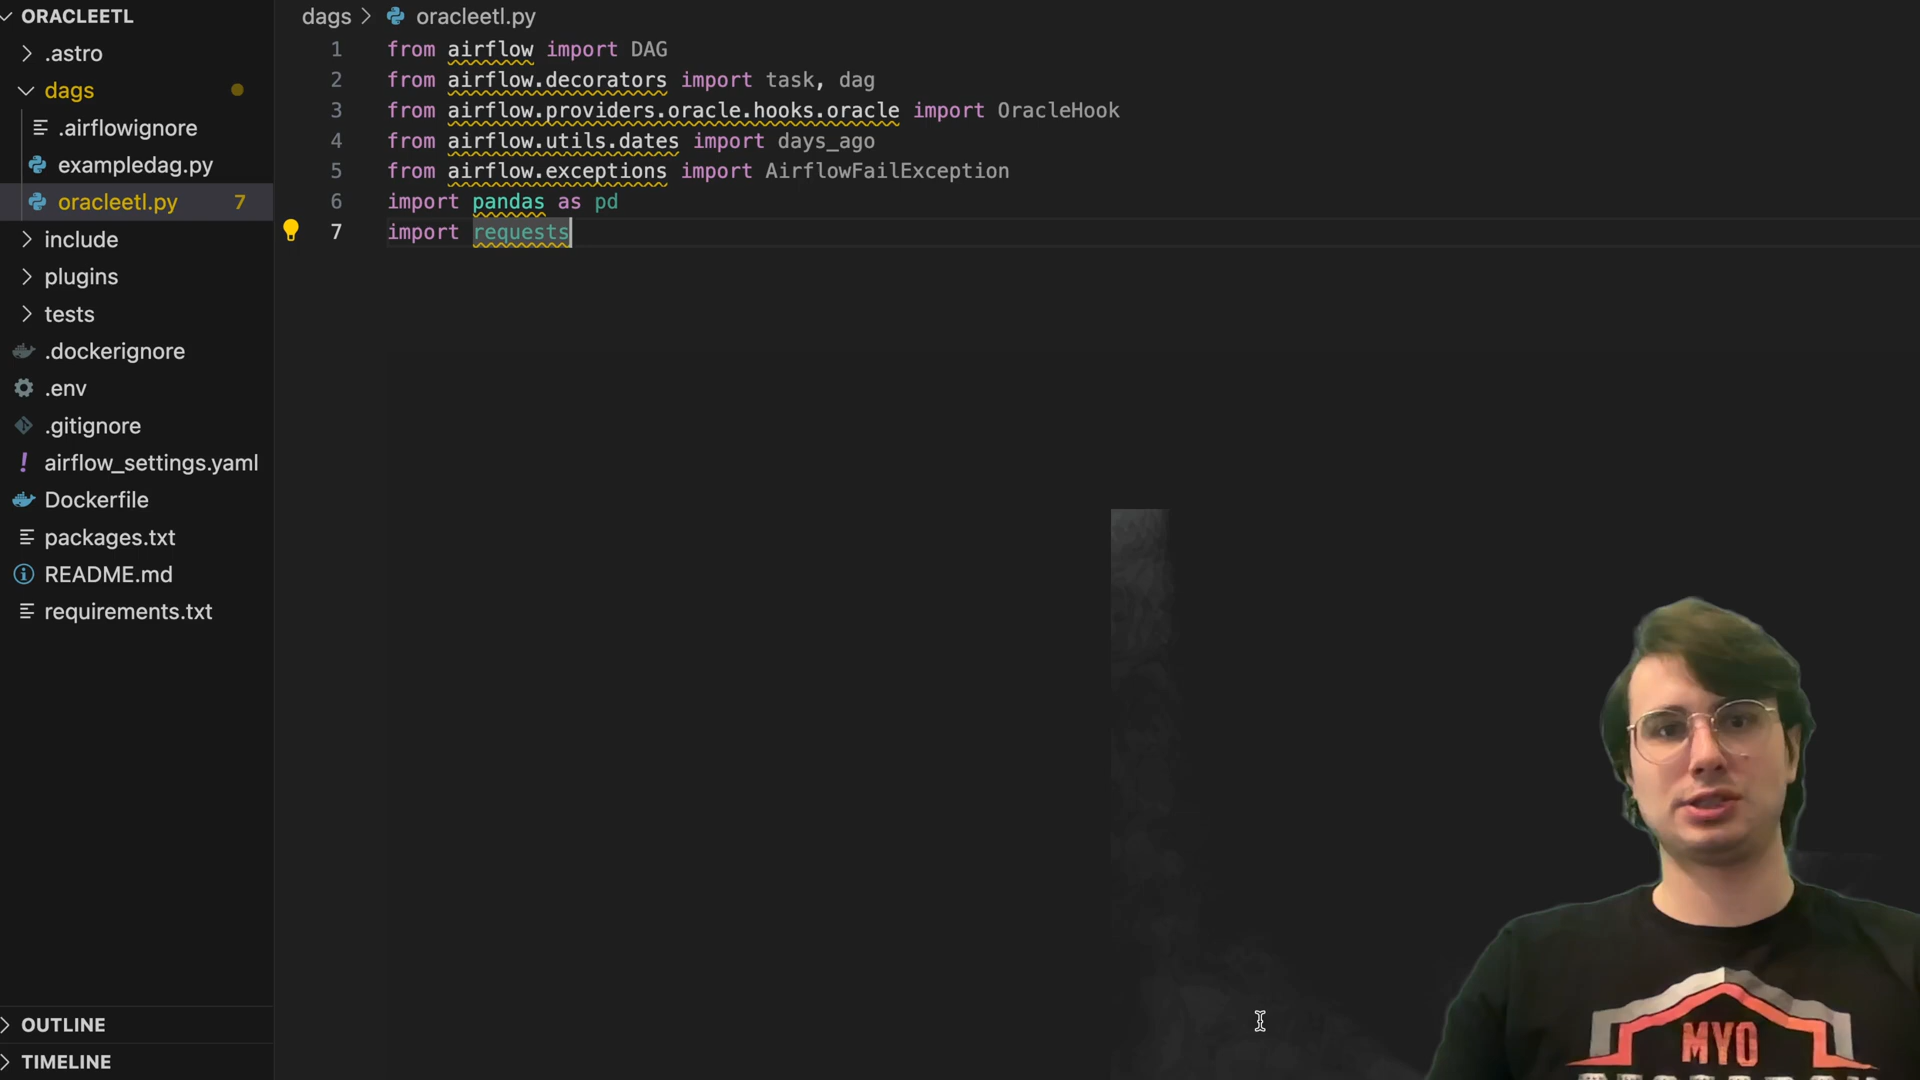 ORACLEETL
.astro
dags
.airflowignore
exampledag.py
oracleetl.py 7
include
plugins
tests
.dockerignore
.env
.gitignore
airflow_settings.yaml
Dockerfile
packages.txt
README.md
requirements.txt
OUTLINE
TIMELINE
dags > oracleetl.py
1 from airflow import DAG
2 from airflow.decorators import task, dag
3 from airflow.providers.oracle.hooks.oracle import OracleHook
4 from airflow.utils.dates import days_ago
5 from airflow.exceptions import AirflowFailException
6 import pandas as pd
7 import requests
MYO